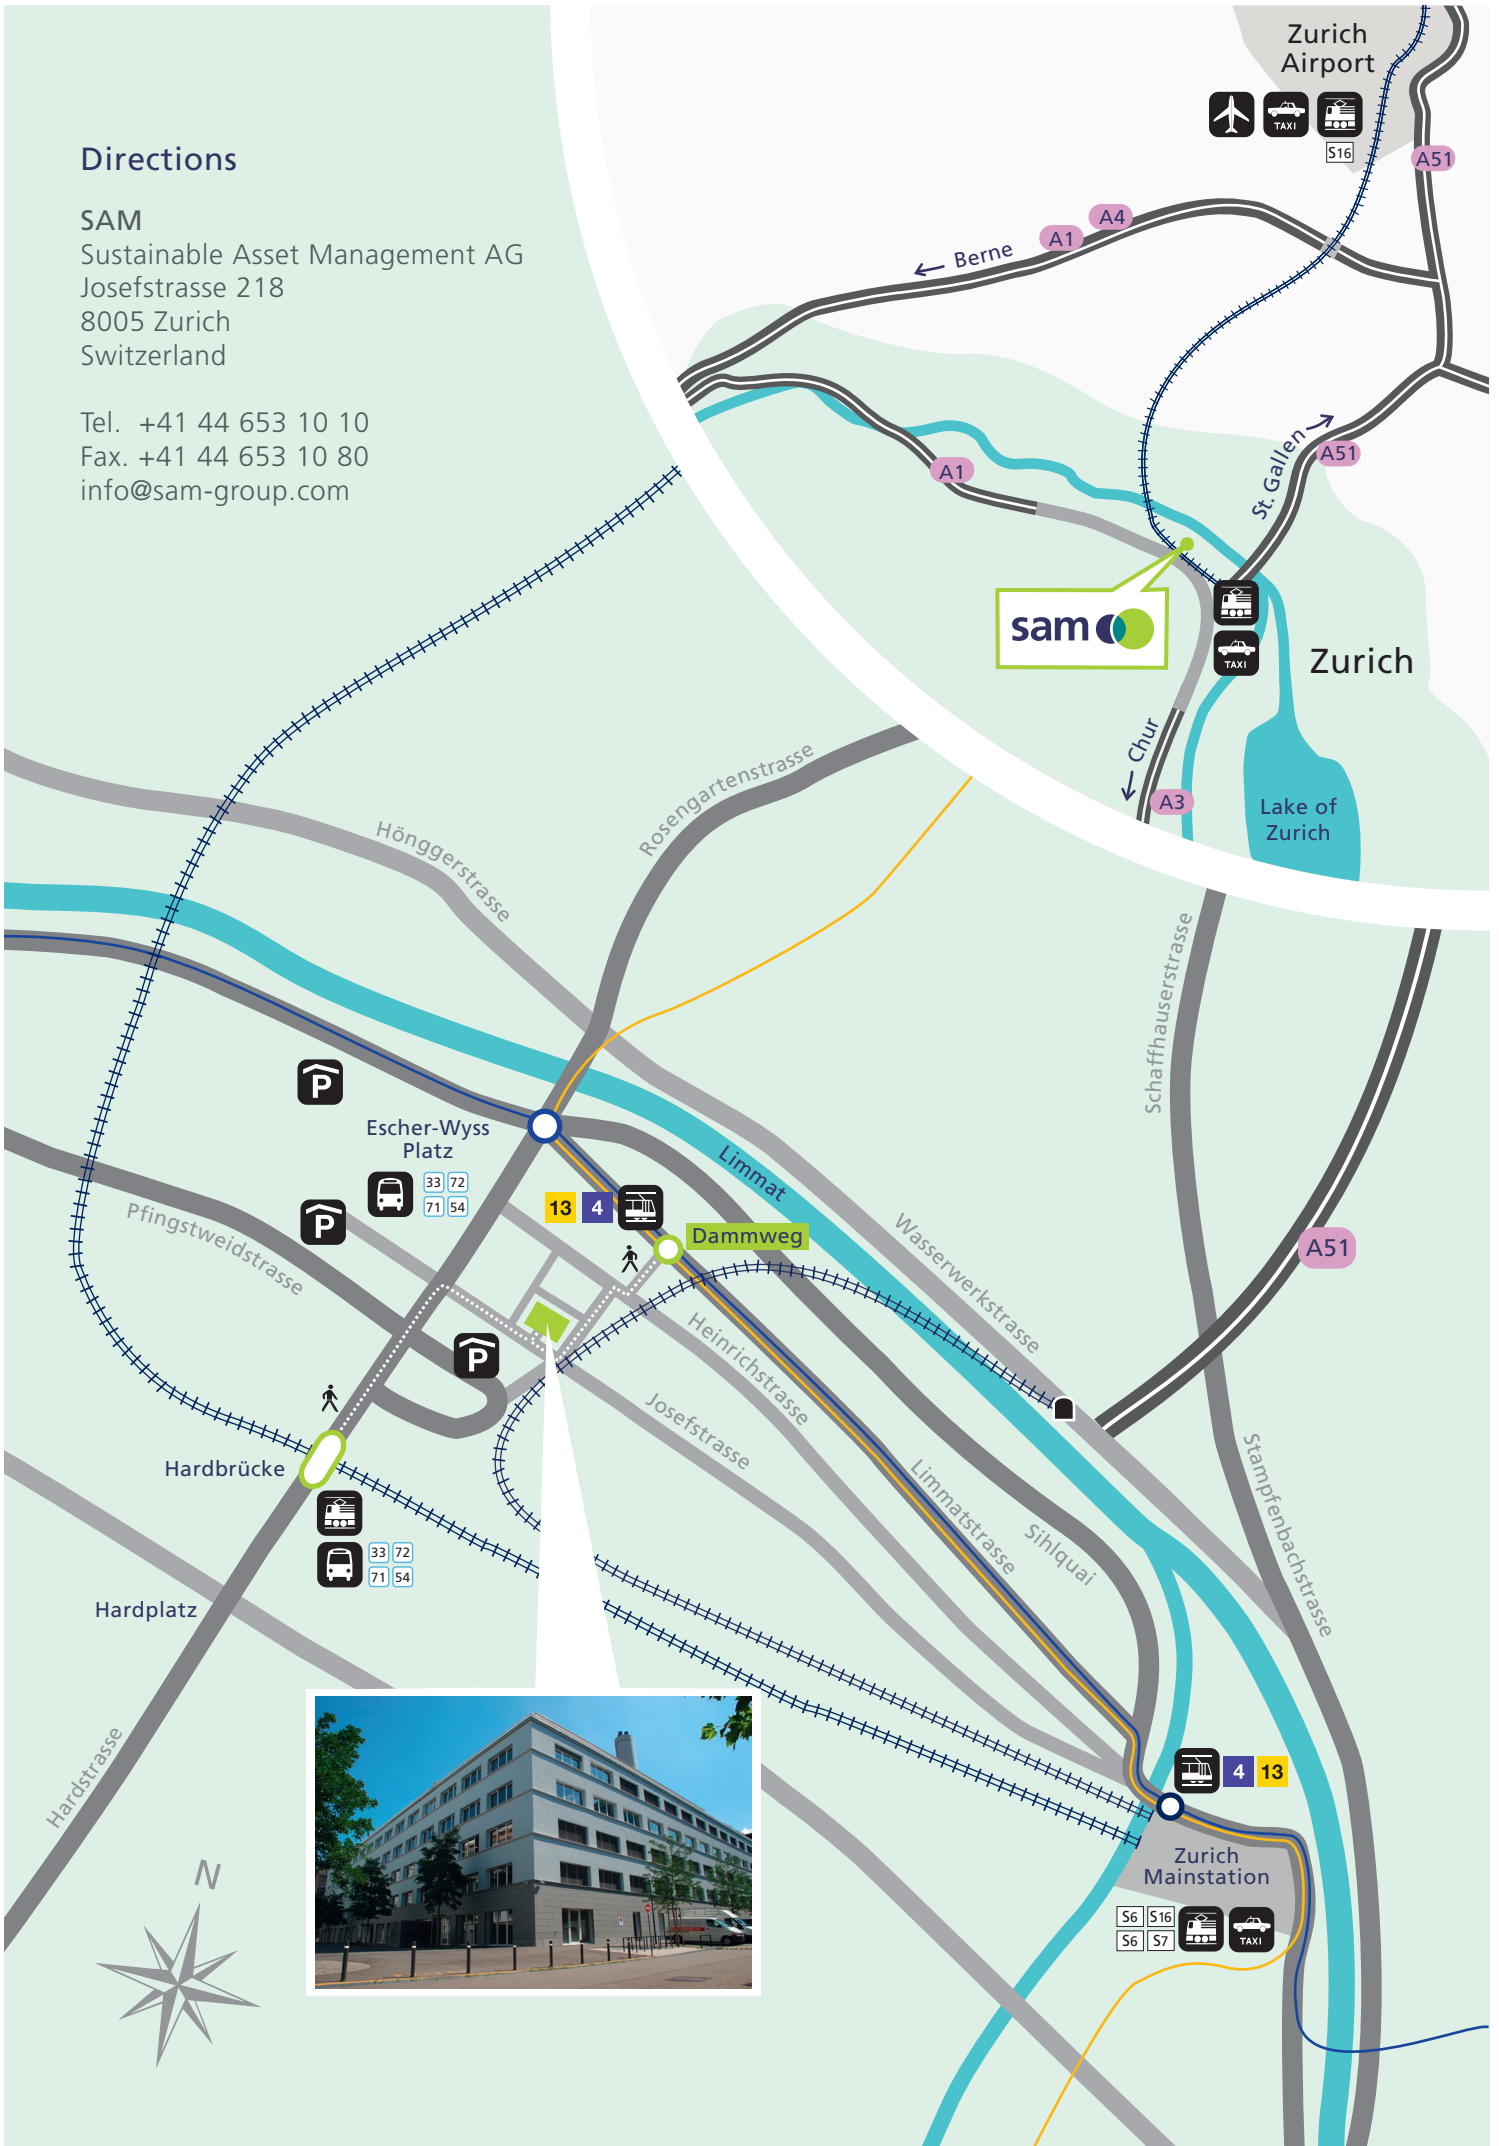 Directions
SAM
Sustainable Asset Management AG
Josefstrasse 218
8005 Zurich
Switzerland
Tel. +41 44 653 10 10
Fax. +41 44 653 10 80
info@sam-group.com
Zurich
Airport
TAXI
S16
A51
A4
A1
← Berne
A1
St. Gallen →
A51
sam
TAXI
Zurich
← Chur
A3
Lake of
Zurich
Rosengartenstrasse
Hönggerstrasse
Schaffhauserstrasse
P
Escher-Wyss
Platz
33 72
71 54
P
13 4
Dammweg
Limmat
Wasserwerkstrasse
A51
Pfingstweidstrasse
P
Heinrichstrasse
Josefstrasse
Limmatstrasse
Sihlquai
Stampfenbachstrasse
Hardbrücke
33 72
71 54
Hardplatz
Hardstrasse
N
4 13
Zurich
Mainstation
S6 S16
S6 S7
TAXI